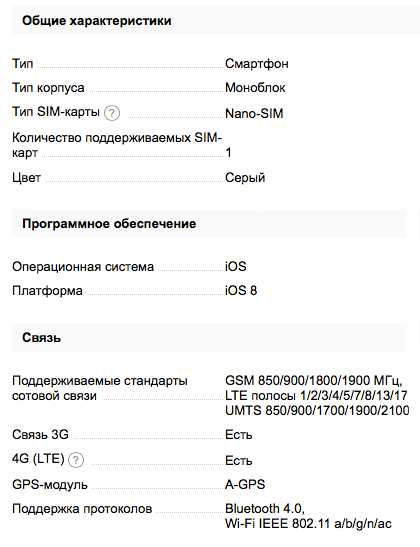 Общие характеристики
Тип Смартфон
Тип корпуса Моноблок
Тип SIM-карты ? Nano-SIM
Количество поддерживаемых SIM-
карт 1
Цвет Серый
Программное обеспечение
Операционная система iOS
Платформа iOS 8
Связь
Поддерживаемые стандарты GSM 850/900/1800/1900 МГц,
сотовой связи LTE полосы 1/2/3/4/5/7/8/13/17
UMTS 850/900/1700/1900/2100
Связь 3G Есть
4G (LTE) ? Есть
GPS-модуль A-GPS
Поддержка протоколов Bluetooth 4.0,
Wi-Fi IEEE 802.11 a/b/g/n/ac